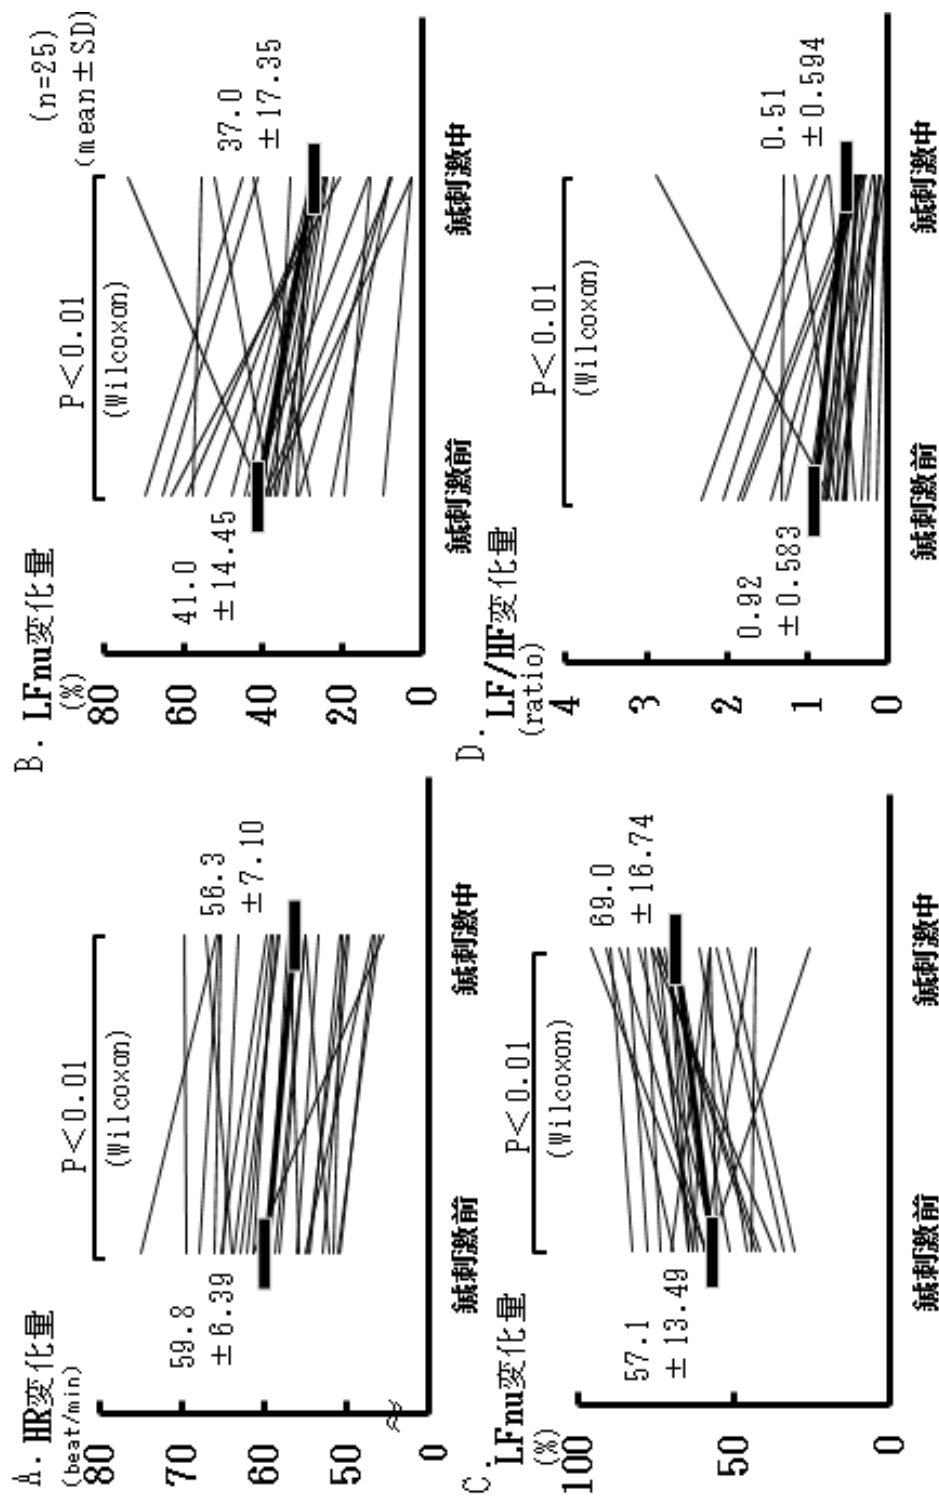 A. HR変化量
(beat/min)
80
70
60
50
0
59.8
±6.39
P<0.01
(Wilcoxon)
56.3
±7.10
鍼刺激前
鍼刺激中
B. LFnu変化量
(%)
80
60
40
20
0
41.0
±14.45
P<0.01
(Wilcoxon)
(n=25)
(mean±SD)
37.0
±17.35
鍼刺激前
鍼刺激中
C. LFnu変化量
(%)
100
50
0
57.1
±13.49
P<0.01
(Wilcoxon)
69.0
±16.74
鍼刺激前
鍼刺激中
D. LF/HF変化量
(ratio)
4
3
2
1
0
0.92
±0.583
P<0.01
(Wilcoxon)
0.51
±0.594
鍼刺激前
鍼刺激中